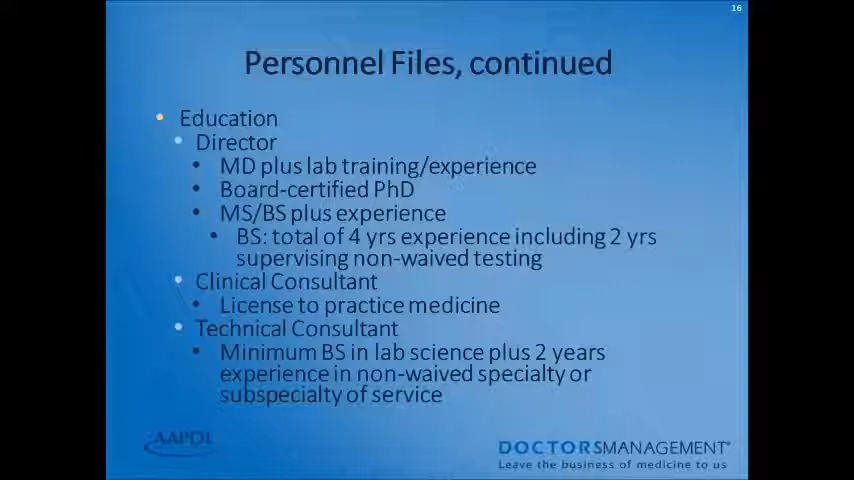 16
Personnel Files, continued
• Education
• Director
• MD plus lab training/experience
• Board-certified PhD
• MS/BS plus experience
• BS: total of 4 yrs experience including 2 yrs
supervising non-waived testing
• Clinical Consultant
• License to practice medicine
• Technical Consultant
• Minimum BS in lab science plus 2 years
experience in non-waived specialty or
subspecialty of service
AAPOL
DOCTORSMANAGEMENT®
Leave the business of medicine to us